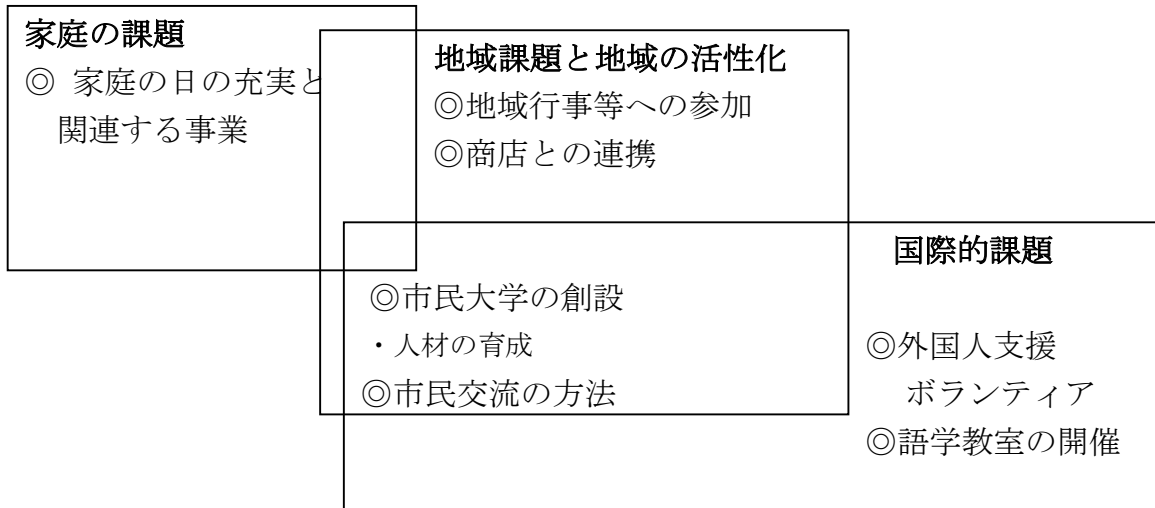 家庭の課題
◎ 家庭の日の充実と
関連する事業
地域課題と地域の活性化
◎地域行事等への参加
◎商店との連携
国際的課題
◎市民大学の創設
・人材の育成
◎市民交流の方法
◎外国人支援
ボランティア
◎語学教室の開催